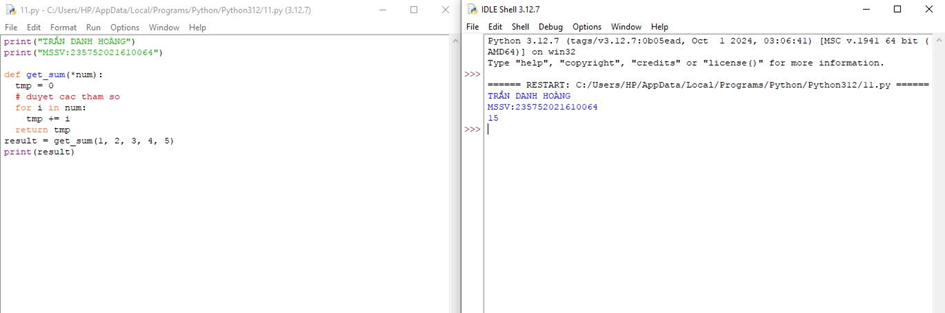 11.py - C:/Users/HP/AppData/Local/Programs/Python/Python312/11.py (3.12.7)
File Edit Format Run Options Window Help
print("TRẦN DANH HOÀNG")
print("MSSV:235752021610064")
def get_sum(*num):
tmp = 0
# duyet cac tham so
for i in num:
tmp += i
return tmp
result = get_sum(1, 2, 3, 4, 5)
print(result)
IDLE Shell 3.12.7
File Edit Shell Debug Options Window Help
Python 3.12.7 (tags/v3.12.7:0b05ead, Oct 1 2024, 03:06:41) [MSC v.1941 64 bit (
AMD64)] on win32
Type "help", "copyright", "credits" or "license()" for more information.
>>>
====== RESTART: C:/Users/HP/AppData/Local/Programs/Python/Python312/11.py ======
TRẦN DANH HOÀNG
MSSV:235752021610064
15
>>>